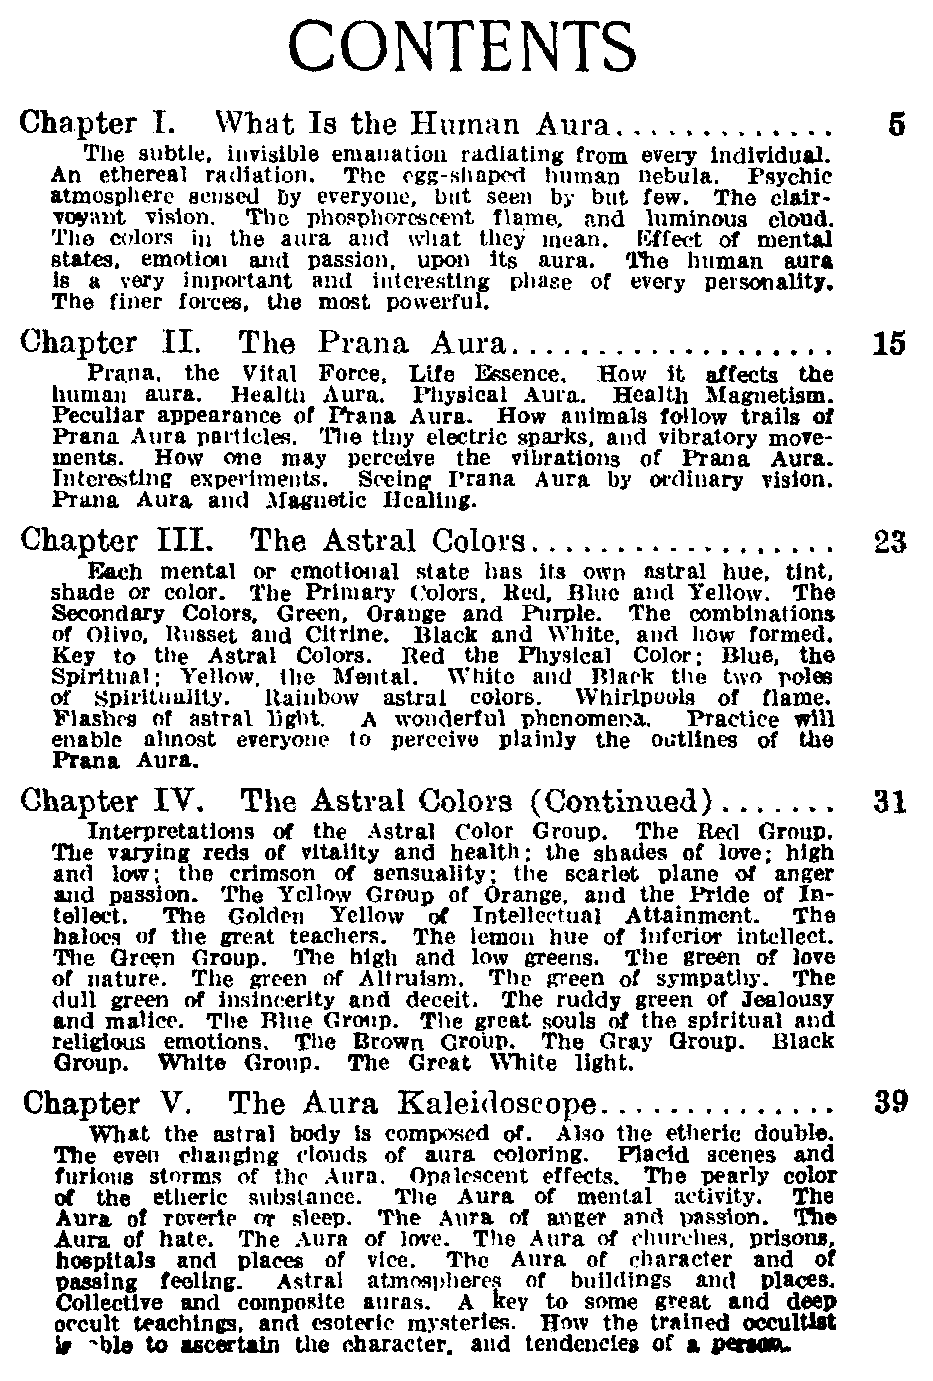 CONTENTS
Chapter I. What Is the Human Aura............. 5
The subtle, invisible emanation radiating from every individual.
An ethereal radiation. The egg-shaped human nebula. Psychic
atmosphere sensed by everyone, but seen by but few. The clair-
voyant vision. The phosphorescent flame, and luminous cloud.
The colors in the aura and what they mean. Effect of mental
states, emotion and passion, upon its aura. The human aura
is a very important and interesting phase of every personality.
The finer forces, the most powerful.
Chapter II. The Prana Aura................... 15
Prana, the Vital Force, Life Essence. How it affects the
human aura. Health Aura. Physical Aura. Health Magnetism.
Peculiar appearance of Prana Aura. How animals follow trails of
Prana Aura particles. The tiny electric sparks, and vibratory move-
ments. How one may perceive the vibrations of Prana Aura.
Interesting experiments. Seeing Prana Aura by ordinary vision.
Prana Aura and Magnetic Healing.
Chapter III. The Astral Colors.................. 23
Each mental or emotional state has its own astral hue, tint,
shade or color. The Primary Colors, Red, Blue and Yellow. The
Secondary Colors, Green, Orange and Purple. The combinations
of Olive, Russet and Citrine. Black and White, and how formed.
Key to the Astral Colors. Red the Physical Color; Blue, the
Spiritual; Yellow, the Mental. White and Black the two poles
of Spirituality. Rainbow astral colors. Whirlpools of flame.
Flashes of astral light. A wonderful phenomena. Practice will
enable almost everyone to perceive plainly the outlines of the
Prana Aura.
Chapter IV. The Astral Colors (Continued)....... 31
Interpretations of the Astral Color Group. The Red Group.
The varying reds of vitality and health; the shades of love; high
and low; the crimson of sensuality; the scarlet plane of anger
and passion. The Yellow Group of Orange, and the Pride of In-
tellect. The Golden Yellow of Intellectual Attainment. The
haloes of the great teachers. The lemon hue of inferior intellect.
The Green Group. The high and low greens. The green of love
of nature. The green of Altruism. The green of sympathy. The
dull green of insincerity and deceit. The ruddy green of Jealousy
and malice. The Blue Group. The great souls of the spiritual and
religious emotions. The Brown Group. The Gray Group. Black
Group. White Group. The Great White light.
Chapter V. The Aura Kaleidoscope............... 39
What the astral body is composed of. Also the etheric double.
The even changing clouds of aura coloring. Placid scenes and
furious storms of the Aura. Opalescent effects. The pearly color
of the etheric substance. The Aura of mental activity. The
Aura of reverie or sleep. The Aura of anger and passion. The
Aura of hate. The Aura of love. The Aura of churches, prisons,
hospitals and places of vice. The Aura of character and of
passing feeling. Astral atmospheres of buildings and places.
Collective and composite auras. A key to some great and deep
occult teachings, and esoteric mysteries. How the trained occultist
is able to ascertain the character, and tendencies of a person.